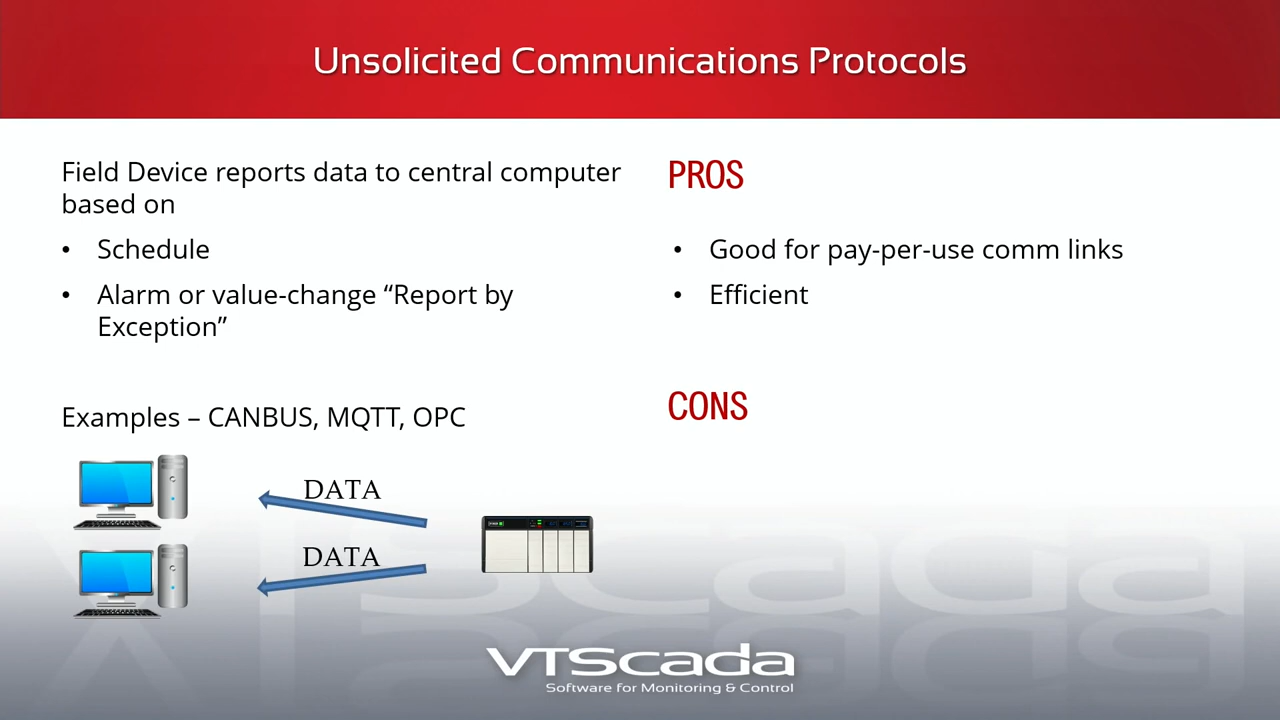 Unsolicited Communications Protocols
Field Device reports data to central computer
based on
• Schedule
• Alarm or value-change “Report by
Exception”
Examples – CANBUS, MQTT, OPC
DATA
DATA
PROS
• Good for pay-per-use comm links
• Efficient
CONS
VTScada
VTScada
Software for Monitoring & Control